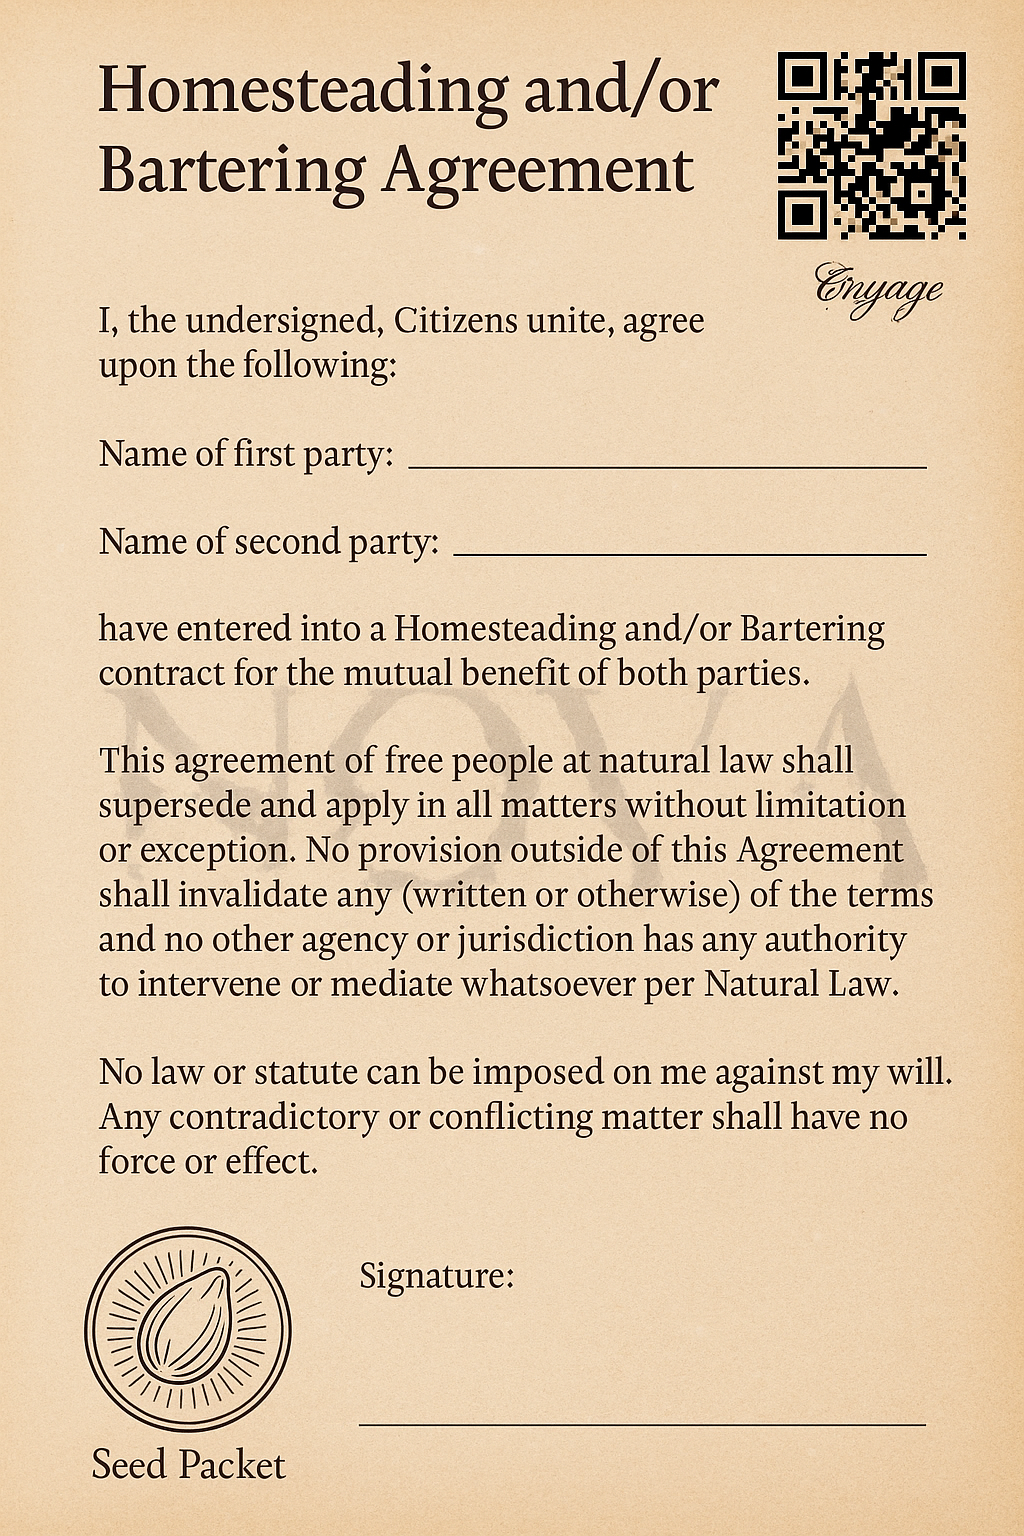 Homesteading and/or
Bartering Agreement
Enyage
I, the undersigned, Citizens unite, agree
upon the following:
Name of first party:
Name of second party:
have entered into a Homesteading and/or Bartering
contract for the mutual benefit of both parties.
NOVA
This agreement of free people at natural law shall
supersede and apply in all matters without limitation
or exception. No provision outside of this Agreement
shall invalidate any (written or otherwise) of the terms
and no other agency or jurisdiction has any authority
to intervene or mediate whatsoever per Natural Law.
No law or statute can be imposed on me against my will.
Any contradictory or conflicting matter shall have no
force or effect.
Signature:
Seed Packet